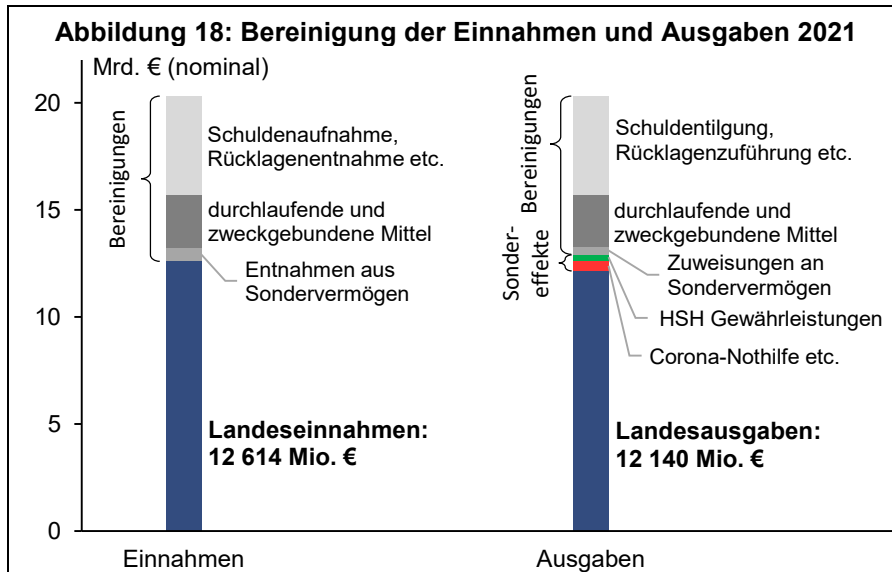 Abbildung 18: Bereinigung der Einnahmen und Ausgaben 2021
Mrd. € (nominal)
20
15
10
5
0
Bereinigungen
Schuldenaufnahme,
Rücklagenentnahme etc.
durchlaufende und
zweckgebundene Mittel
Entnahmen aus
Sondervermögen
Landeseinnahmen:
12 614 Mio. €
Einnahmen
Bereinigungen
Sonder-
effekte
Schuldentilgung,
Rücklagenzuführung etc.
durchlaufende und
zweckgebundene Mittel
Zuweisungen an
Sondervermögen
HSH Gewährleistungen
Corona-Nothilfe etc.
Landesausgaben:
12 140 Mio. €
Ausgaben